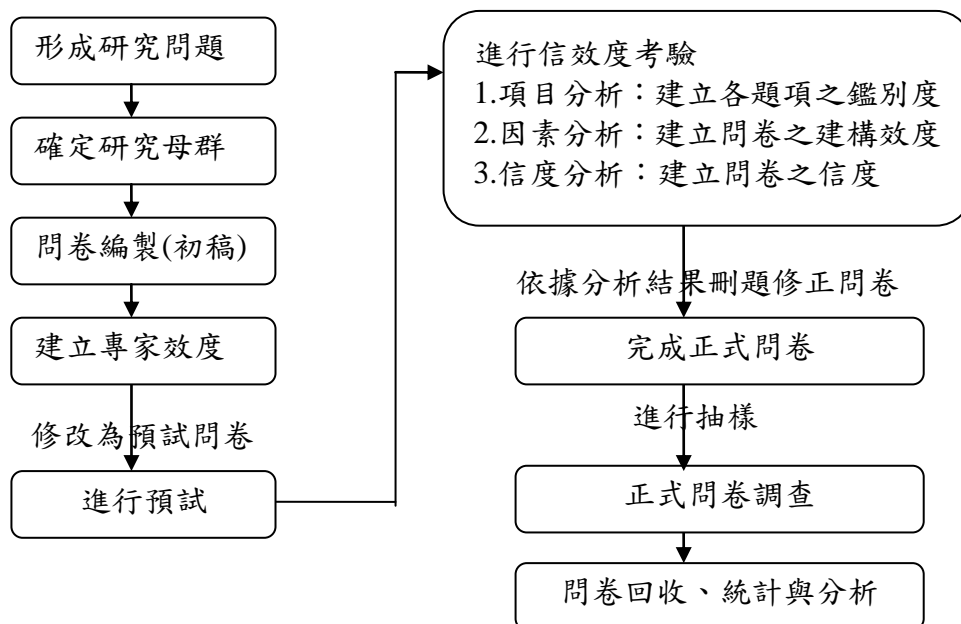 形成研究問題
確定研究母群
問卷編製(初稿)
建立專家效度
修改為預試問卷
進行預試
進行信效度考驗
1.項目分析：建立各題項之鑑別度
2.因素分析：建立問卷之建構效度
3.信度分析：建立問卷之信度
依據分析結果刪題修正問卷
完成正式問卷
進行抽樣
正式問卷調查
問卷回收、統計與分析